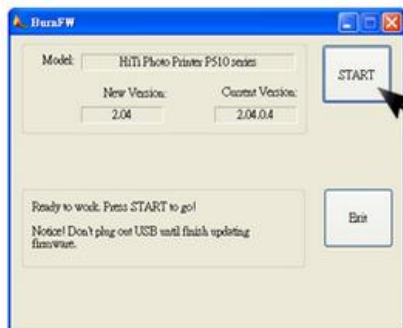 BurnFW
Model: HiTi Photo Printer P510 series
START
New Version: Current Version:
2.04 2.04.0.4
Ready to work. Press START to go!
Exit
Notice! Don't plug out USB until finish updating
firmware.